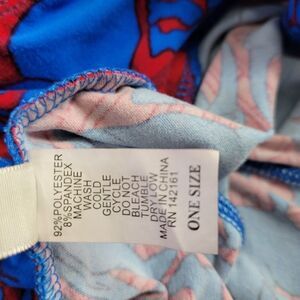 92%POLYESTER
8%SPANDEX
MACHINE
WASH
COLD
GENTLE
CYCLE
DO NOT
BLEACH
TUMBLE
DRY LOW
MADE IN CHINA
RN 142161
ONE SIZE